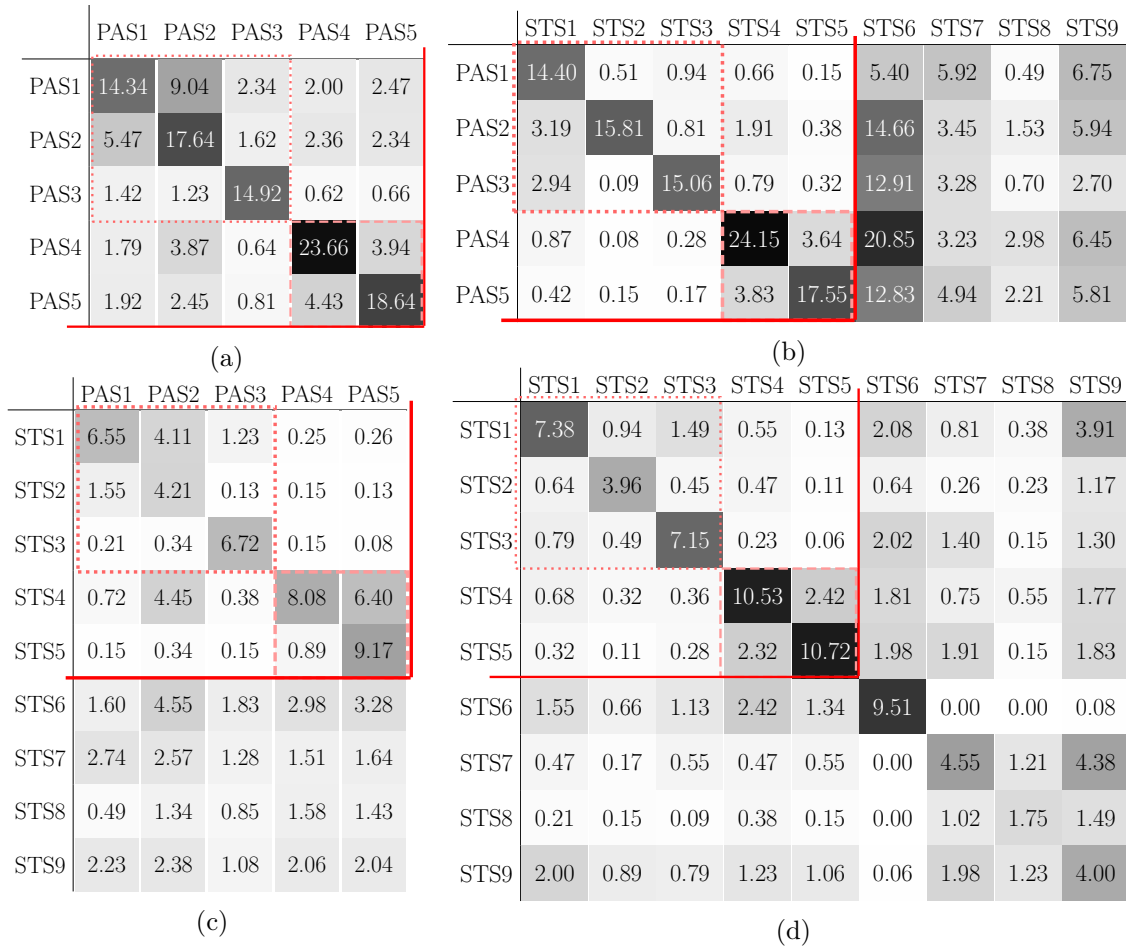 PAS1 PAS2 PAS3 PAS4 PAS5
PAS1 14.34 9.04 2.34 2.00 2.47
PAS2 5.47 17.64 1.62 2.36 2.34
PAS3 1.42 1.23 14.92 0.62 0.66
PAS4 1.79 3.87 0.64 23.66 3.94
PAS5 1.92 2.45 0.81 4.43 18.64
(a)
STS1 STS2 STS3 STS4 STS5 STS6 STS7 STS8 STS9
PAS1 14.40 0.51 0.94 0.66 0.15 5.40 5.92 0.49 6.75
PAS2 3.19 15.81 0.81 1.91 0.38 14.66 3.45 1.53 5.94
PAS3 2.94 0.09 15.06 0.79 0.32 12.91 3.28 0.70 2.70
PAS4 0.87 0.08 0.28 24.15 3.64 20.85 3.23 2.98 6.45
PAS5 0.42 0.15 0.17 3.83 17.55 12.83 4.94 2.21 5.81
(b)
PAS1 PAS2 PAS3 PAS4 PAS5
STS1 6.55 4.11 1.23 0.25 0.26
STS2 1.55 4.21 0.13 0.15 0.13
STS3 0.21 0.34 6.72 0.15 0.08
STS4 0.72 4.45 0.38 8.08 6.40
STS5 0.15 0.34 0.15 0.89 9.17
STS6 1.60 4.55 1.83 2.98 3.28
STS7 2.74 2.57 1.28 1.51 1.64
STS8 0.49 1.34 0.85 1.58 1.43
STS9 2.23 2.38 1.08 2.06 2.04
(c)
STS1 STS2 STS3 STS4 STS5 STS6 STS7 STS8 STS9
STS1 7.38 0.94 1.49 0.55 0.13 2.08 0.81 0.38 3.91
STS2 0.64 3.96 0.45 0.47 0.11 0.64 0.26 0.23 1.17
STS3 0.79 0.49 7.15 0.23 0.06 2.02 1.40 0.15 1.30
STS4 0.68 0.32 0.36 10.53 2.42 1.81 0.75 0.55 1.77
STS5 0.32 0.11 0.28 2.32 10.72 1.98 1.91 0.15 1.83
STS6 1.55 0.66 1.13 2.42 1.34 9.51 0.00 0.00 0.08
STS7 0.47 0.17 0.55 0.47 0.55 0.00 4.55 1.21 4.38
STS8 0.21 0.15 0.09 0.38 0.15 0.00 1.02 1.75 1.49
STS9 2.00 0.89 0.79 1.23 1.06 0.06 1.98 1.23 4.00
(d)